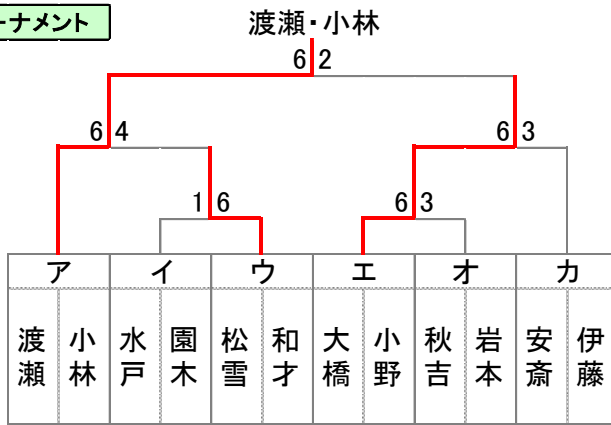 ーナメント
渡瀬・小林
6 2
6 4
6 3
1 6
6 3
ア イ ウ エ オ カ
渡瀬 小林 水戸 園木 松雪 和才 大橋 小野 秋吉 岩本 安斎 伊藤